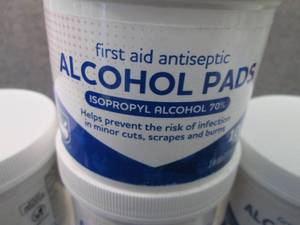 first aid antiseptic
ALCOHOL PADS
ISOPROPYL ALCOHOL 70%
Helps prevent the risk of infection
in minor cuts, scrapes and burns